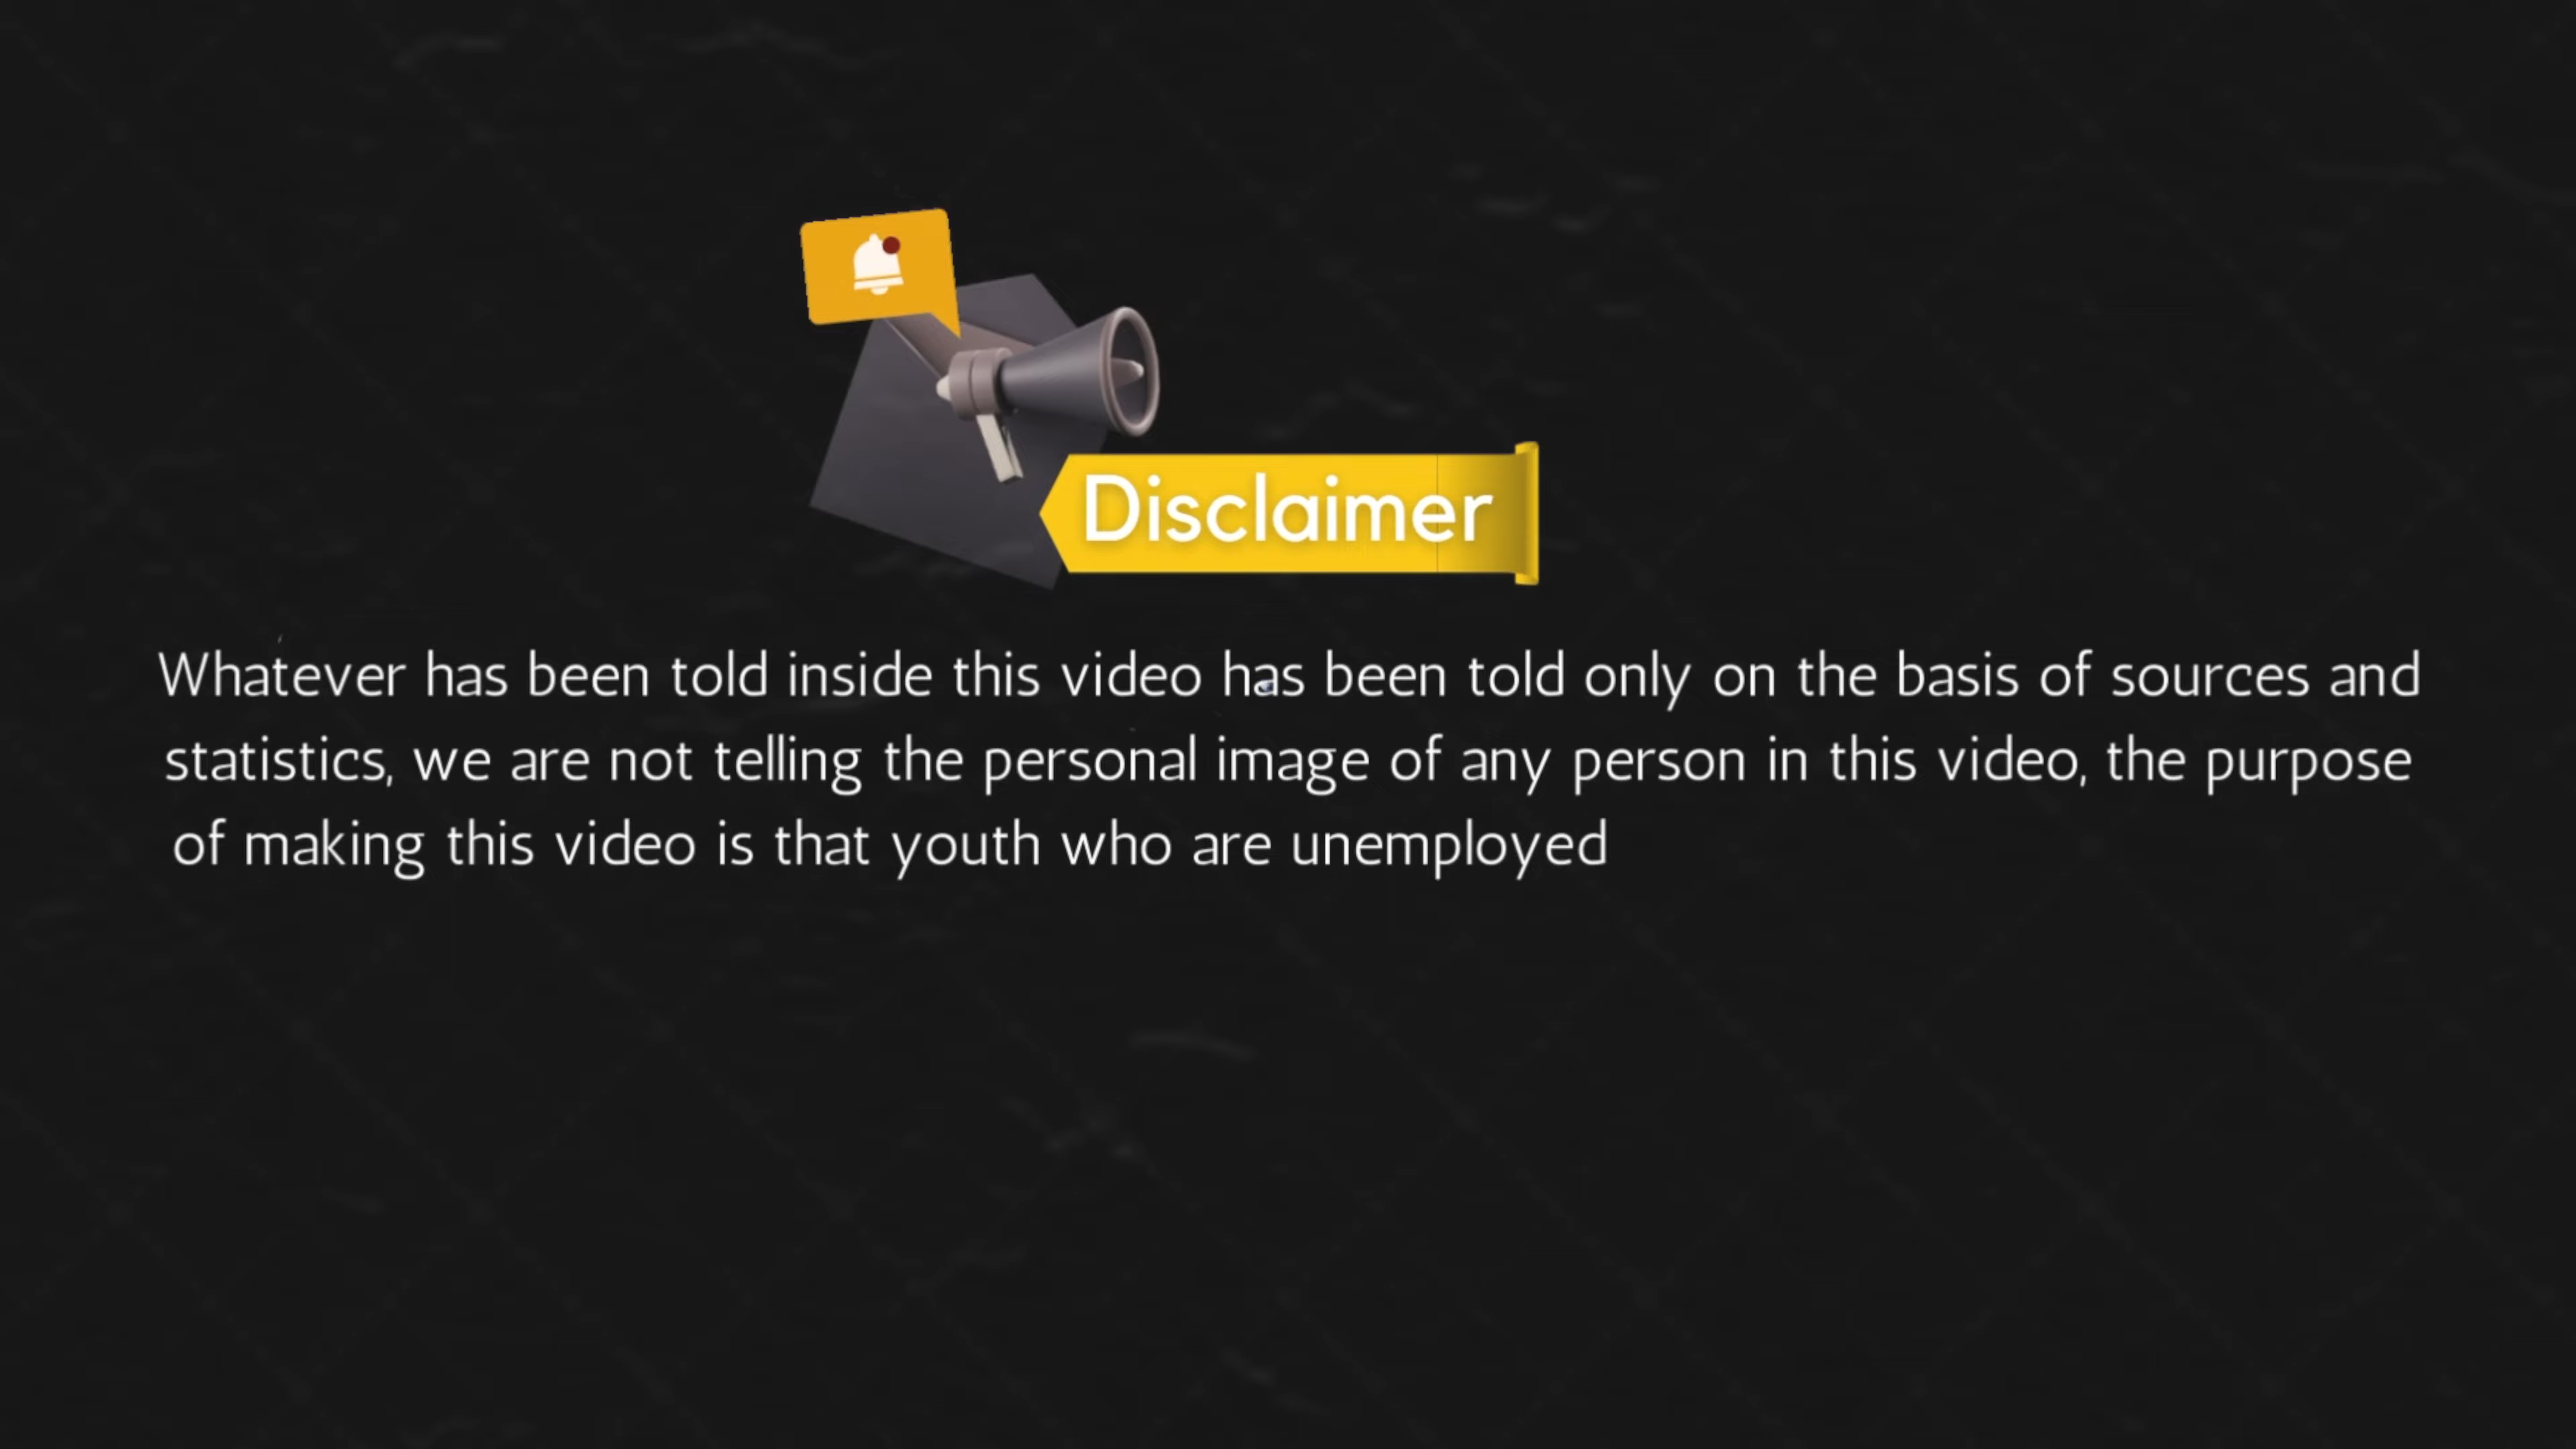 Disclaimer
Whatever has been told inside this video has been told only on the basis of sources and
statistics, we are not telling the personal image of any person in this video, the purpose
of making this video is that youth who are unemployed